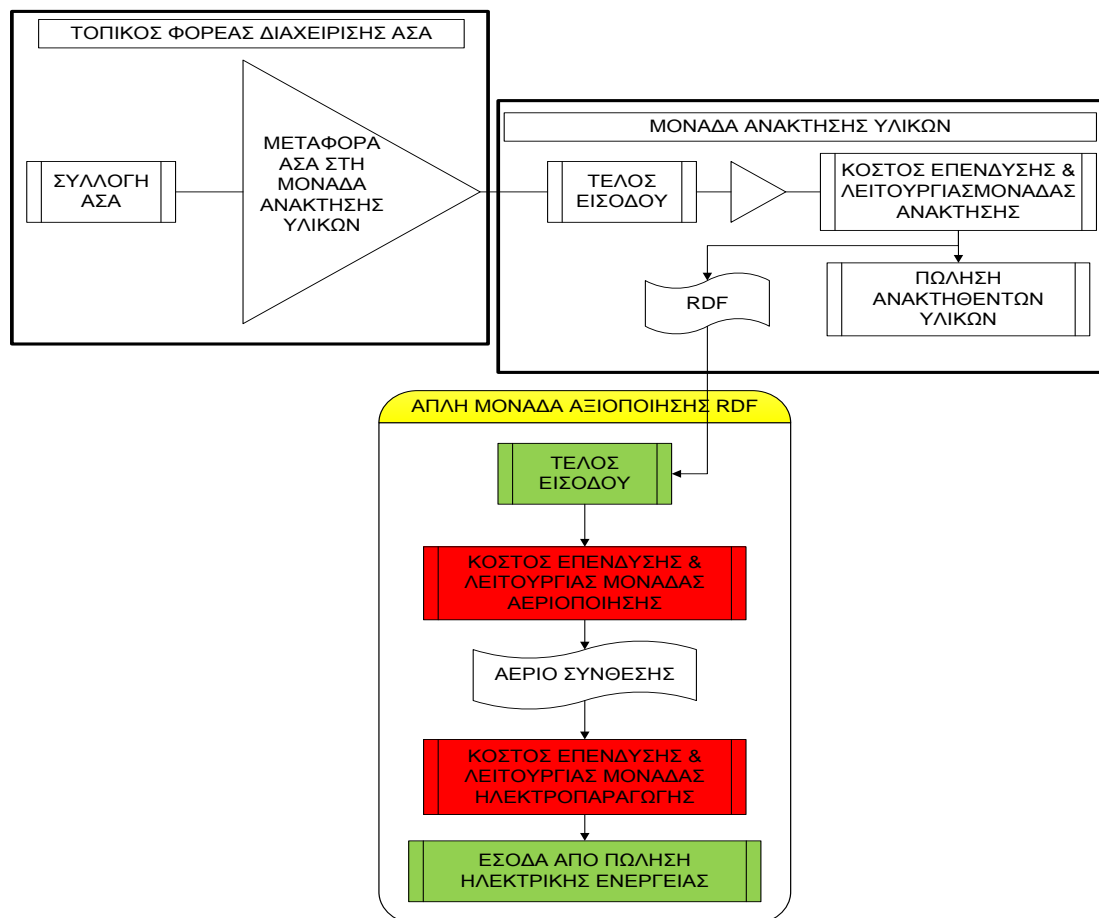 ΤΟΠΙΚΟΣ ΦΟΡΕΑΣ ΔΙΑΧΕΙΡΙΣΗΣ ΑΣΑ
ΣΥΛΛΟΓΗ
ΑΣΑ
ΜΕΤΑΦΟΡΑ
ΑΣΑ ΣΤΗ
ΜΟΝΑΔΑ
ΑΝΑΚΤΗΣΗΣ
ΥΛΙΚΩΝ
ΜΟΝΑΔΑ ΑΝΑΚΤΗΣΗΣ ΥΛΙΚΩΝ
ΤΕΛΟΣ
ΕΙΣΟΔΟΥ
ΚΟΣΤΟΣ ΕΠΕΝΔΥΣΗΣ &
ΛΕΙΤΟΥΡΓΙΑΣΜΟΝΑΔΑΣ
ΑΝΑΚΤΗΣΗΣ
RDF
ΠΩΛΗΣΗ
ΑΝΑΚΤΗΘΕΝΤΩΝ
ΥΛΙΚΩΝ
ΑΠΛΗ ΜΟΝΑΔΑ ΑΞΙΟΠΟΙΗΣΗΣ RDF
ΤΕΛΟΣ
ΕΙΣΟΔΟΥ
ΚΟΣΤΟΣ ΕΠΕΝΔΥΣΗΣ &
ΛΕΙΤΟΥΡΓΙΑΣ ΜΟΝΑΔΑΣ
ΑΕΡΙΟΠΟΙΗΣΗΣ
ΑΕΡΙΟ ΣΥΝΘΕΣΗΣ
ΚΟΣΤΟΣ ΕΠΕΝΔΥΣΗΣ &
ΛΕΙΤΟΥΡΓΙΑΣ ΜΟΝΑΔΑΣ
ΗΛΕΚΤΡΟΠΑΡΑΓΩΓΗΣ
ΕΣΟΔΑ ΑΠΟ ΠΩΛΗΣΗ
ΗΛΕΚΤΡΙΚΗΣ ΕΝΕΡΓΕΙΑΣ